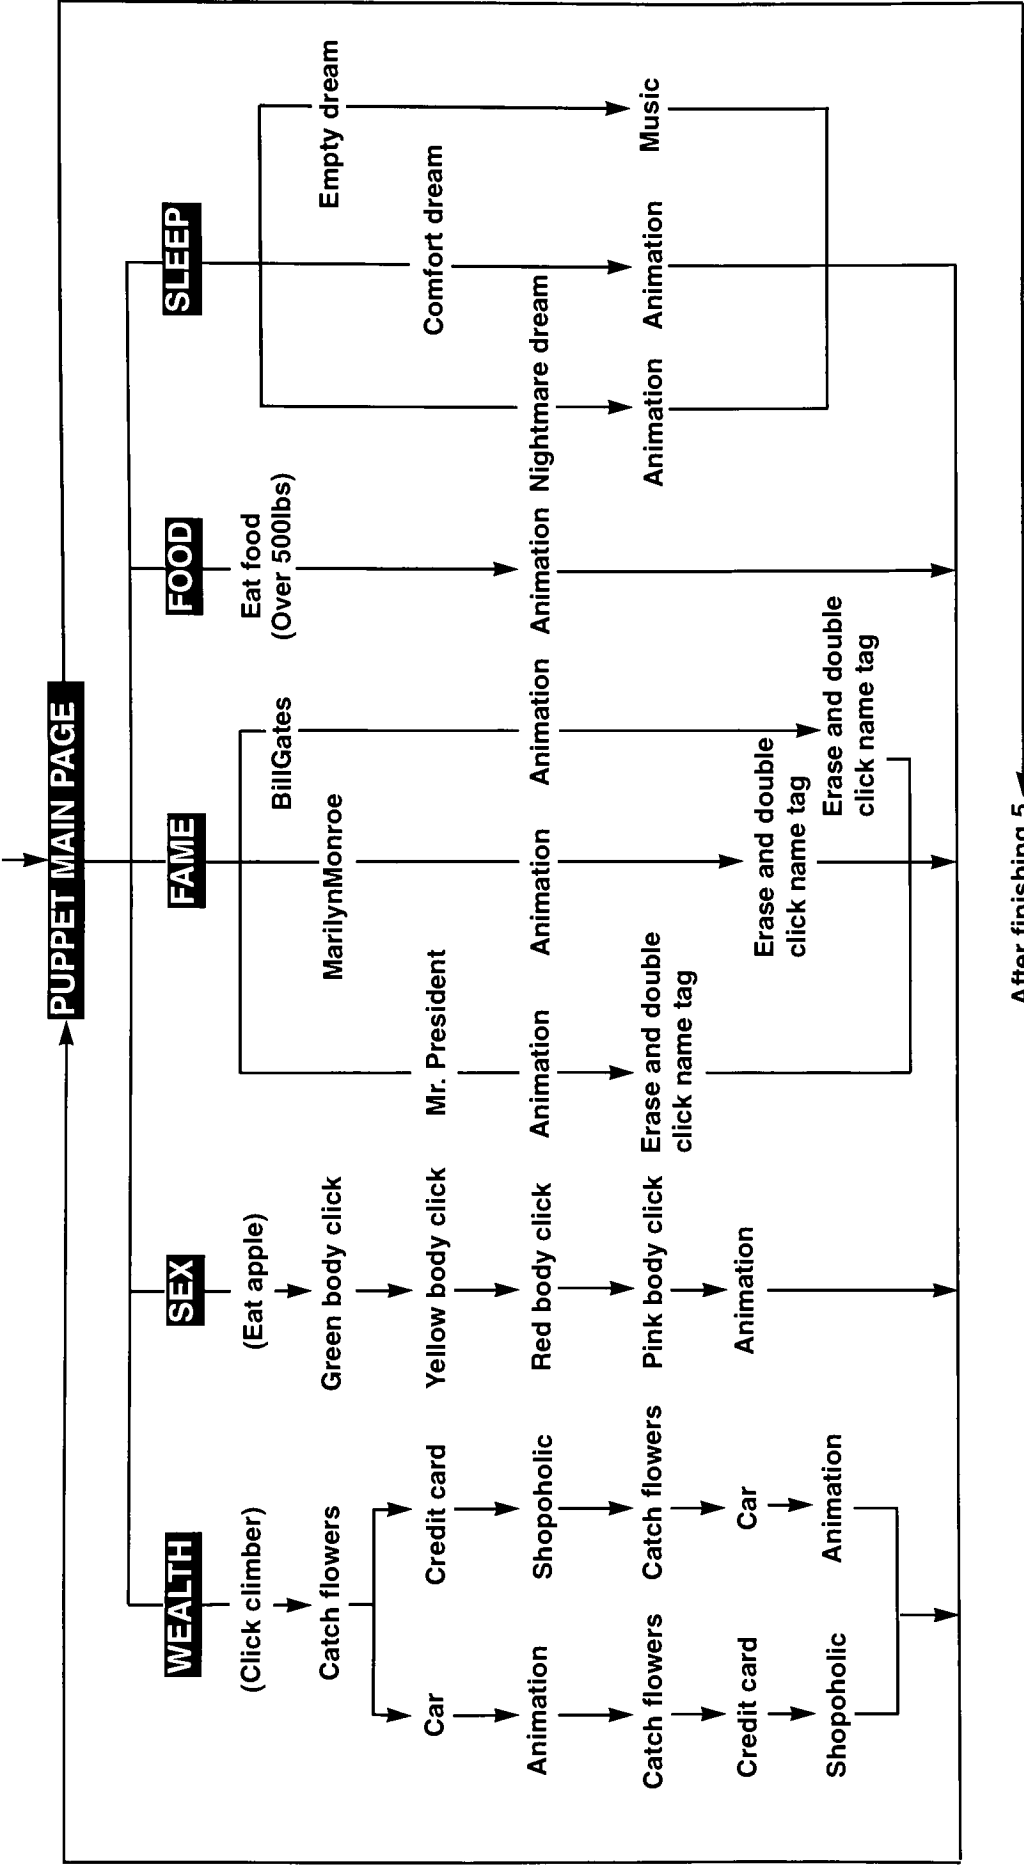 PUPPET MAIN PAGE
WEALTH
(Click climber)
Catch flowers
Car
Animation
Catch flowers
Credit card
Shopoholic
Credit card
Shopoholic
Catch flowers
Car
Animation
SEX
(Eat apple)
Green body click
Yellow body click
Red body click
Pink body click
Animation
FAME
Mr. President
Animation
Erase and double
click name tag
MarilynMonroe
Animation
Erase and double
click name tag
BillGates
Animation
Erase and double
click name tag
FOOD
Eat food
(Over 500lbs)
Animation
SLEEP
Nightmare dream
Animation
Comfort dream
Animation
Empty dream
Music
After finishing 5